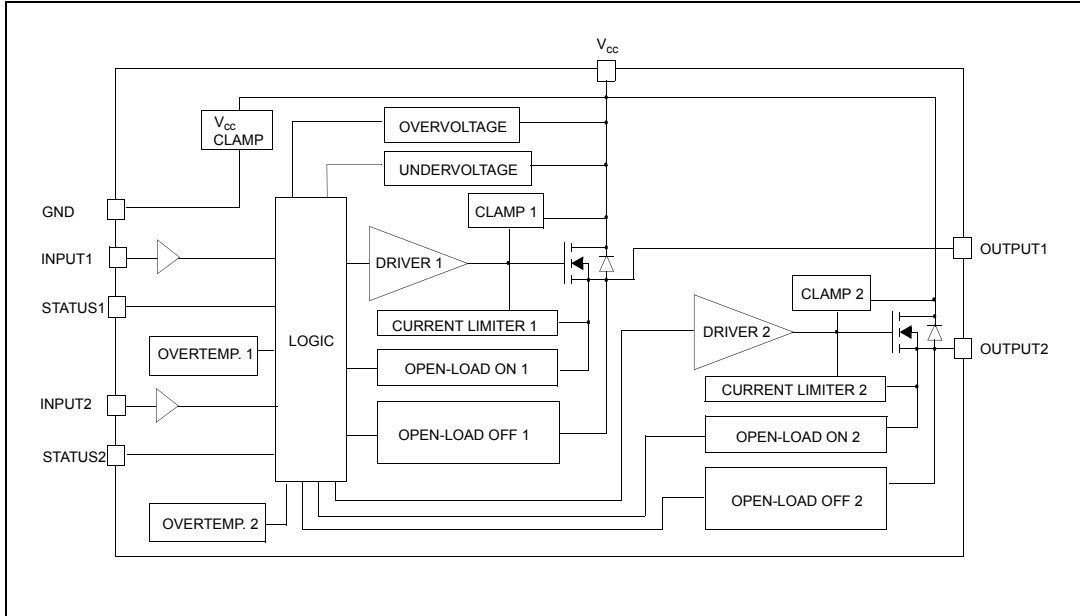 Vcc
Vcc
CLAMP
OVERVOLTAGE
UNDERVOLTAGE
GND
CLAMP 1
INPUT1
DRIVER 1
OUTPUT1
STATUS1
CLAMP 2
CURRENT LIMITER 1
LOGIC
DRIVER 2
OVERTEMP. 1
OUTPUT2
OPEN-LOAD ON 1
CURRENT LIMITER 2
INPUT2
OPEN-LOAD OFF 1
OPEN-LOAD ON 2
STATUS2
OPEN-LOAD OFF 2
OVERTEMP. 2